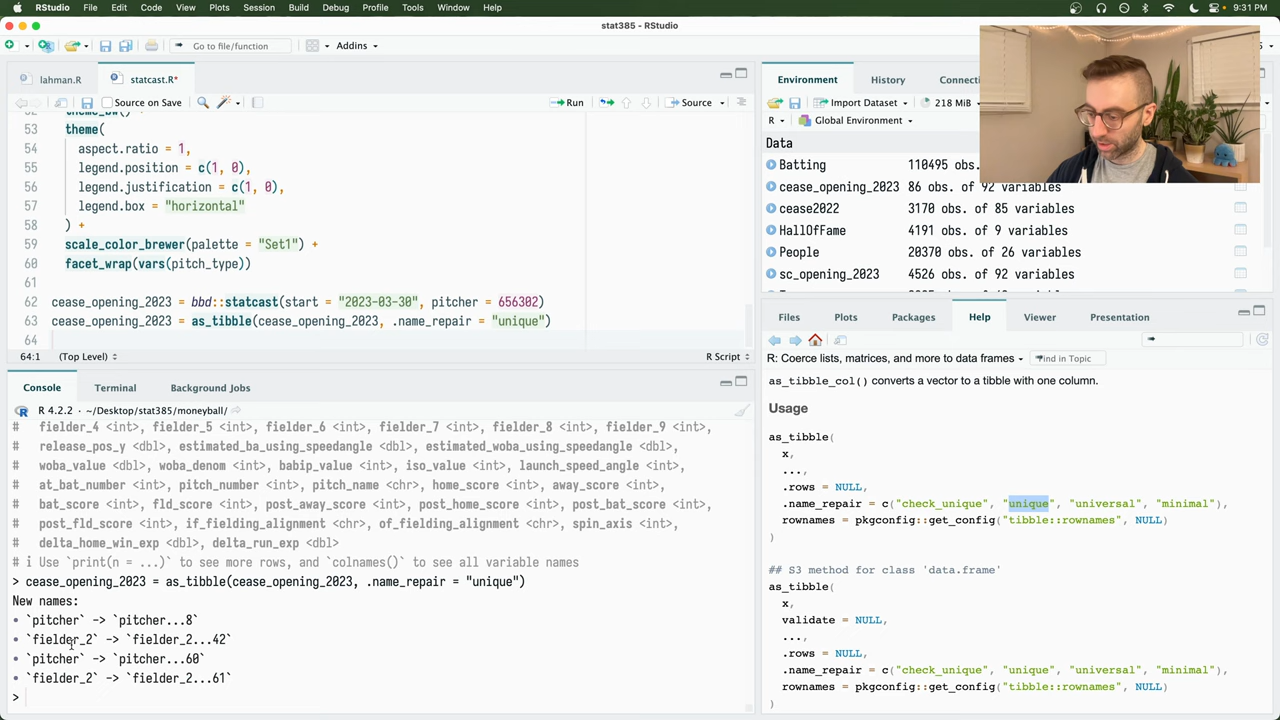 RStudio File Edit Code View Plots Session Build Debug Profile Tools Window Help 9:31 PM
stat385 - RStudio
Go to file/function Addins
lahman.R statcast.R*
Source on Save Run Source
53 theme(
54 aspect.ratio = 1,
55 legend.position = c(1, 0),
56 legend.justification = c(1, 0),
57 legend.box = "horizontal"
58 ) +
59 scale_color_brewer(palette = "Set1") +
60 facet_wrap(vars(pitch_type))
61
62 cease_opening_2023 = bbd::statcast(start = "2023-03-30", pitcher = 656302)
63 cease_opening_2023 = as_tibble(cease_opening_2023, .name_repair = "unique")
64
64:1 (Top Level) R Script
Console Terminal Background Jobs
R 4.2.2 · ~/Desktop/stat385/moneyball/
# fielder_4 <int>, fielder_5 <int>, fielder_6 <int>, fielder_7 <int>, fielder_8 <int>, fielder_9 <int>,
# release_pos_y <dbl>, estimated_ba_using_speedangle <dbl>, estimated_woba_using_speedangle <dbl>,
# woba_value <dbl>, woba_denom <int>, babip_value <int>, iso_value <int>, launch_speed_angle <int>,
# at_bat_number <int>, pitch_number <int>, pitch_name <chr>, home_score <int>, away_score <int>,
# bat_score <int>, fld_score <int>, post_away_score <int>, post_home_score <int>, post_bat_score <int>,
# post_fld_score <int>, if_fielding_alignment <chr>, of_fielding_alignment <chr>, spin_axis <int>,
# delta_home_win_exp <dbl>, delta_run_exp <dbl>
# ℹ Use `print(n = ...)` to see more rows, and `colnames()` to see all variable names
> cease_opening_2023 = as_tibble(cease_opening_2023, .name_repair = "unique")
New names:
• `pitcher` -> `pitcher...8`
• `fielder_2` -> `fielder_2...42`
• `pitcher` -> `pitcher...60`
• `fielder_2` -> `fielder_2...61`
>
Environment History
Import Dataset 218 MiB
R Global Environment
Data
Batting 110495 obs.
cease_opening_2023 86 obs. of 92 variables
cease2022 3170 obs. of 85 variables
HallOfFame 4191 obs. of 9 variables
People 20370 obs. of 26 variables
sc_opening_2023 4526 obs. of 92 variables
Files Plots Packages Help Viewer Presentation
R: Coerce lists, matrices, and more to data frames Find in Topic
as_tibble_col() converts a vector to a tibble with one column.
Usage
as_tibble(
x,
...,
.rows = NULL,
.name_repair = c("check_unique", "unique", "universal", "minimal"),
rownames = pkgconfig::get_config("tibble::rownames", NULL)
)
## S3 method for class 'data.frame'
as_tibble(
x,
validate = NULL,
...,
.rows = NULL,
.name_repair = c("check_unique", "unique", "universal", "minimal"),
rownames = pkgconfig::get_config("tibble::rownames", NULL)
)